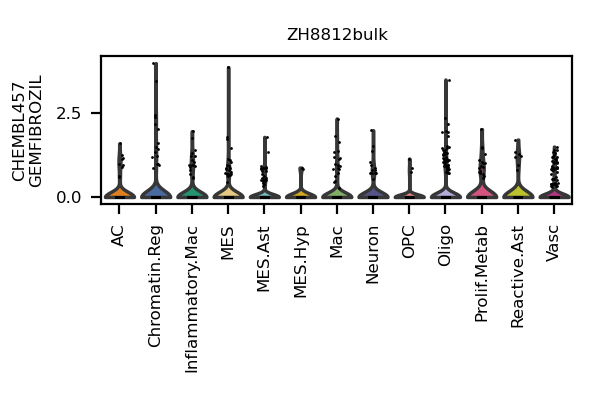 ZH8812bulk
CHEMBL457
GEMFIBROZIL
2.5
0.0
AC
Chromatin.Reg
Inflammatory.Mac
MES
MES.Ast
MES.Hyp
Mac
Neuron
OPC
Oligo
Prolif.Metab
Reactive.Ast
Vasc